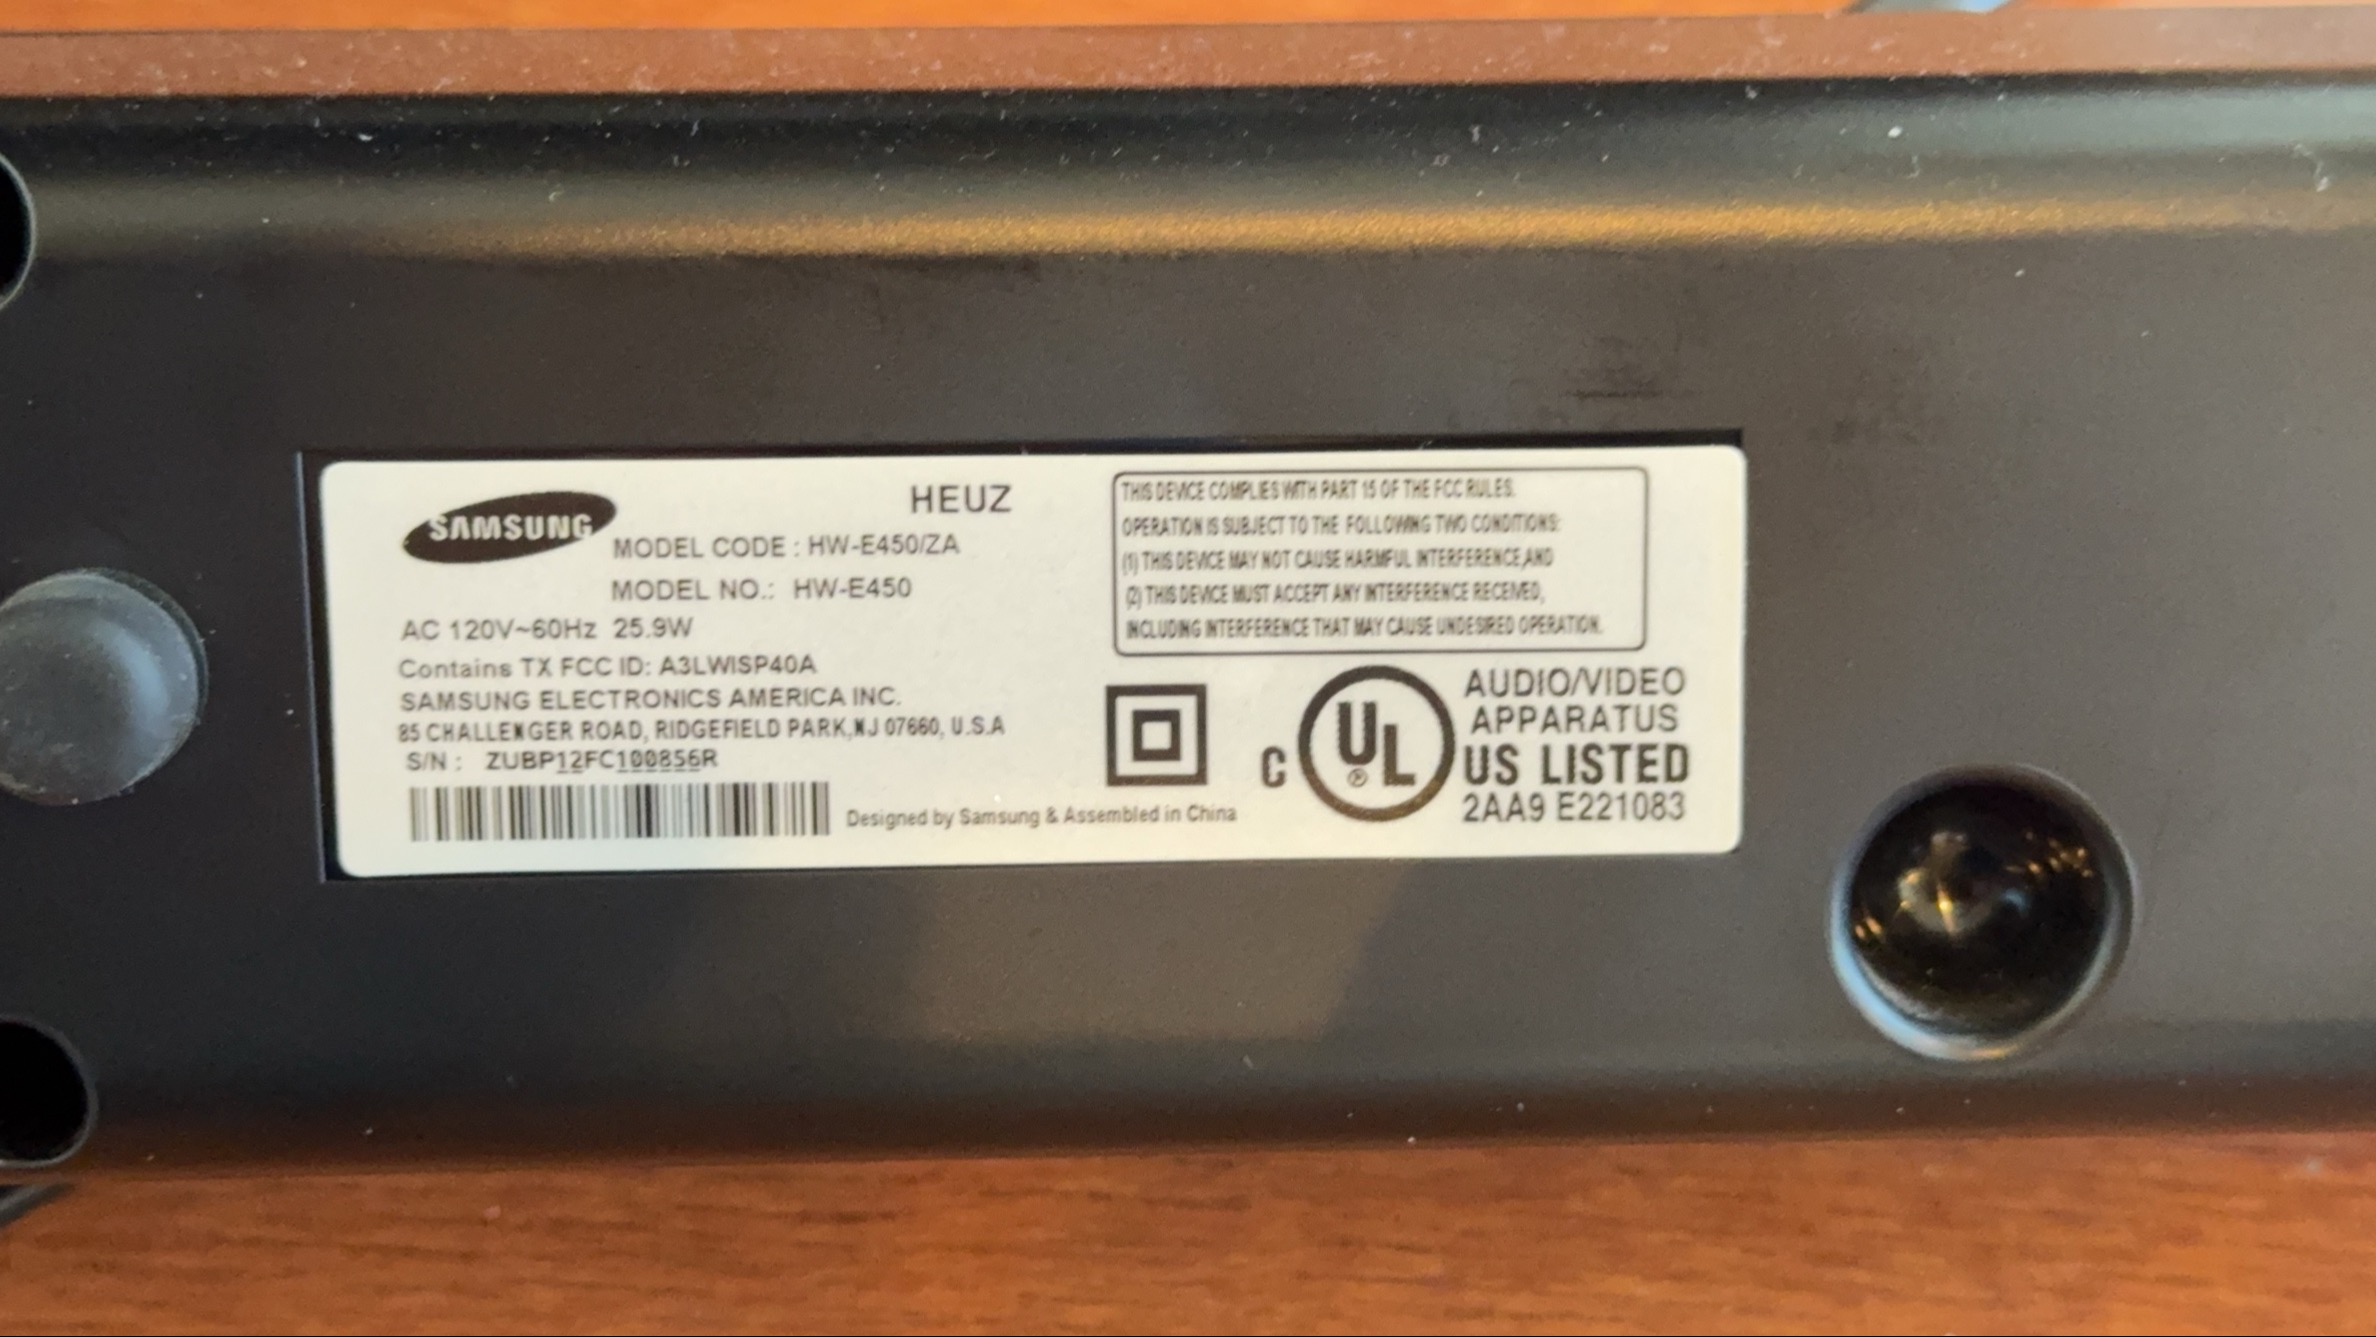 SAMSUNG
HEUZ
MODEL CODE : HW-E450/ZA
MODEL NO.: HW-E450
AC 120V~60Hz 25.9W
Contains TX FCC ID: A3LWISP40A
SAMSUNG ELECTRONICS AMERICA INC.
85 CHALLENGER ROAD, RIDGEFIELD PARK,NJ 07660, U.S.A
S/N : ZUBP12FC100856R
Designed by Samsung & Assembled in China
THIS DEVICE COMPLIES WITH PART 15 OF THE FCC RULES.
OPERATION IS SUBJECT TO THE FOLLOWING TWO CONDITIONS:
(1) THIS DEVICE MAY NOT CAUSE HARMFUL INTERFERENCE,AND
(2) THIS DEVICE MUST ACCEPT ANY INTERFERENCE RECEIVED,
INCLUDING INTERFERENCE THAT MAY CAUSE UNDESIRED OPERATION.
C UL ®
AUDIO/VIDEO
APPARATUS
US LISTED
2AA9 E221083